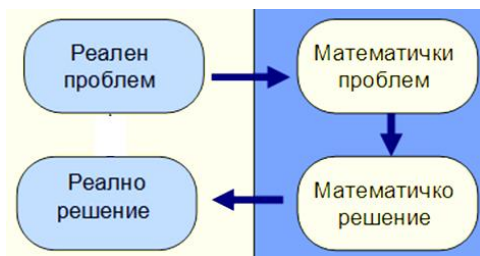 Реален
проблем
Математички
проблем
Реално
решение
Математичко
решение